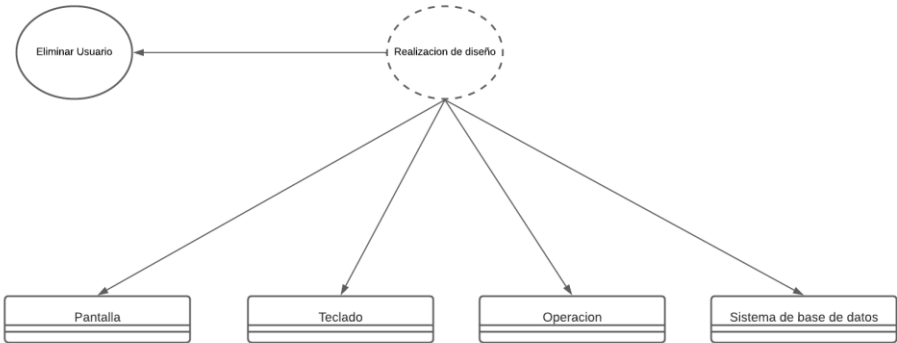 Eliminar Usuario
Realizacion de diseño
Pantalla
Teclado
Operacion
Sistema de base de datos